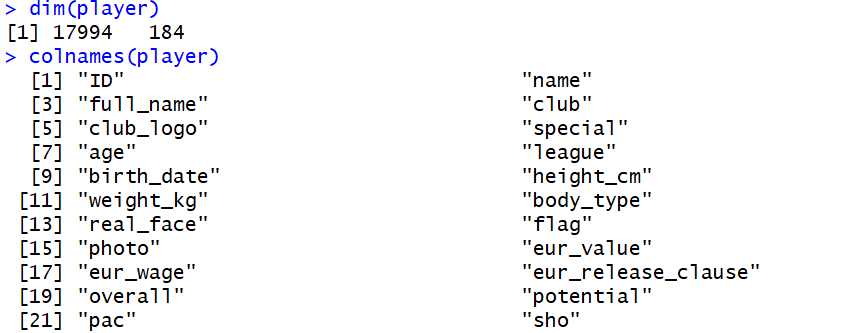 > dim(player)
[1] 17994   184
> colnames(player)
  [1] "ID"                                  "name"
  [3] "full_name"                           "club"
  [5] "club_logo"                           "special"
  [7] "age"                                 "league"
  [9] "birth_date"                          "height_cm"
 [11] "weight_kg"                           "body_type"
 [13] "real_face"                           "flag"
 [15] "photo"                               "eur_value"
 [17] "eur_wage"                            "eur_release_clause"
 [19] "overall"                             "potential"
 [21] "pac"                                 "sho"